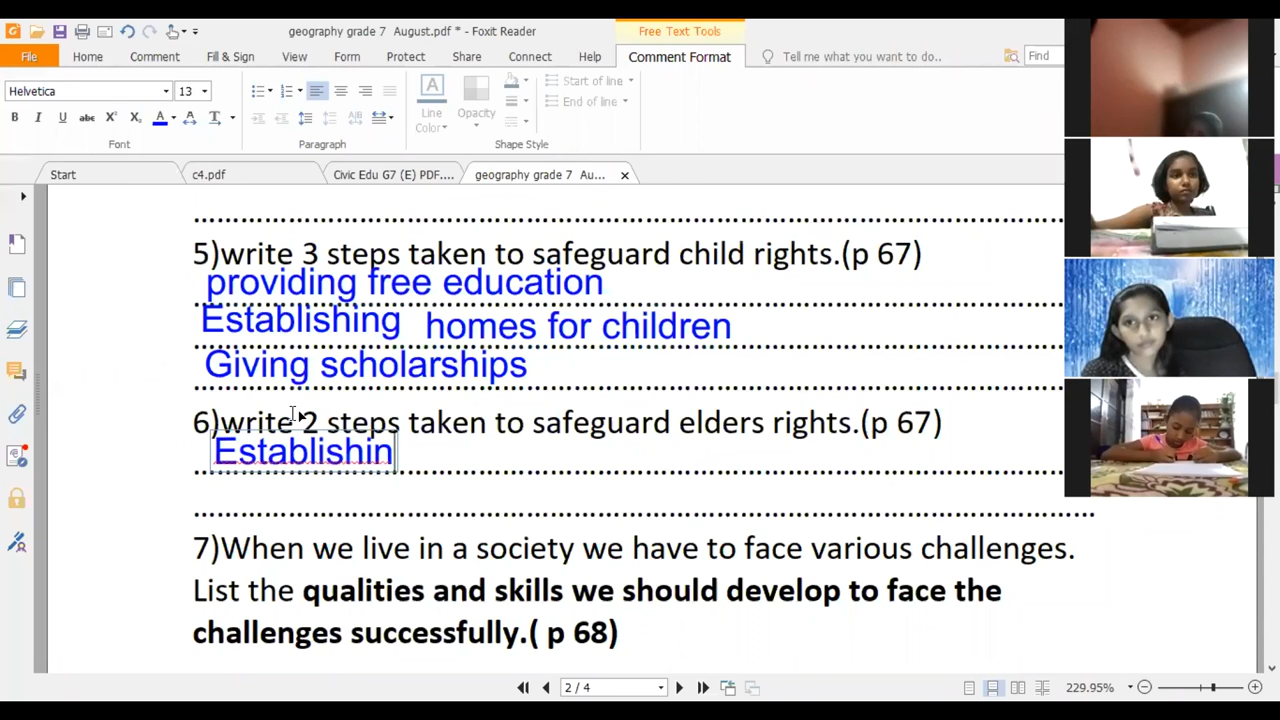 geography grade 7 August.pdf * - Foxit Reader
Free Text Tools
File Home Comment Fill & Sign View Form Protect Share Connect Help Comment Format Tell me what you want to do.. Find
Helvetica 13
Start of line
End of line
Line Color
Opacity
Font Paragraph Shape Style
Start c4.pdf Civic Edu G7 (E) PDF.... geography grade 7 Au...
5)write 3 steps taken to safeguard child rights.(p 67)
providing free education
Establishing homes for children
Giving scholarships
6)write 2 steps taken to safeguard elders rights.(p 67)
Establishin
7)When we live in a society we have to face various challenges.
List the qualities and skills we should develop to face the
challenges successfully.( p 68)
2 / 4 229.95%